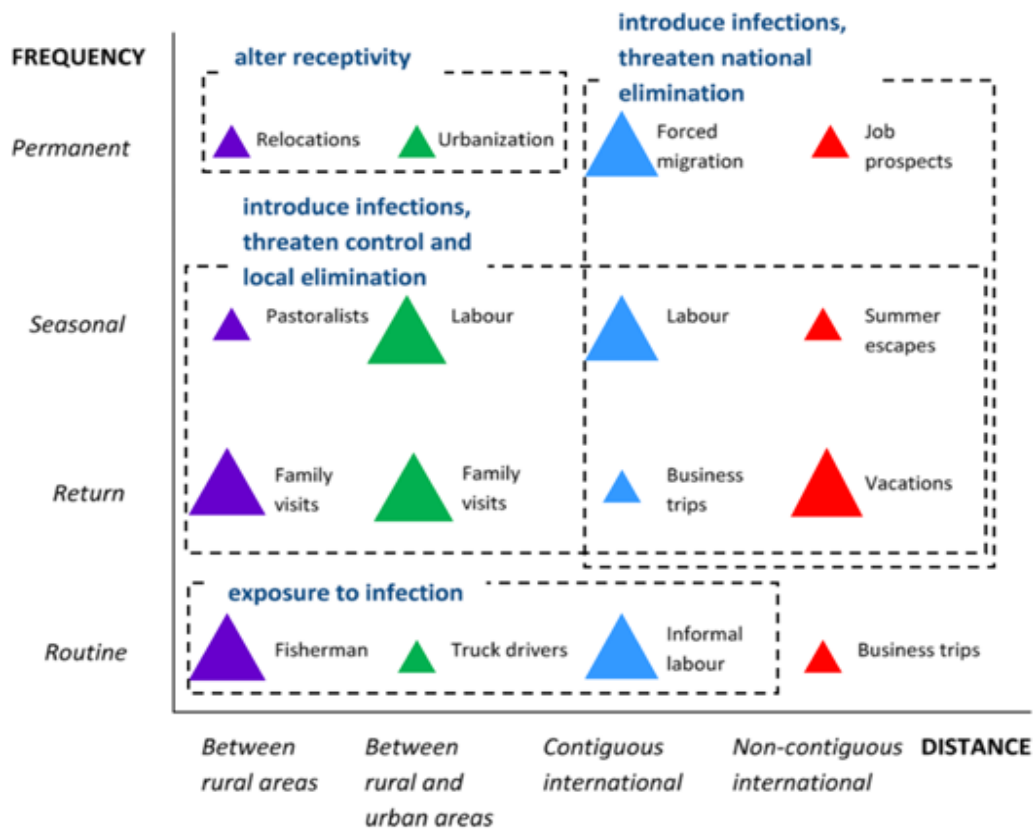 FREQUENCY
alter receptivity
introduce infections,
threaten national
elimination
Permanent
Relocations
Urbanization
Forced
migration
Job
prospects
introduce infections,
threaten control and
local elimination
Seasonal
Pastoralists
Labour
Labour
Summer
escapes
Return
Family
visits
Family
visits
Business
trips
Vacations
exposure to infection
Routine
Fisherman
Truck drivers
Informal
labour
Business trips
Between
rural areas
Between
rural and
urban areas
Contiguous
international
Non-contiguous
international
DISTANCE